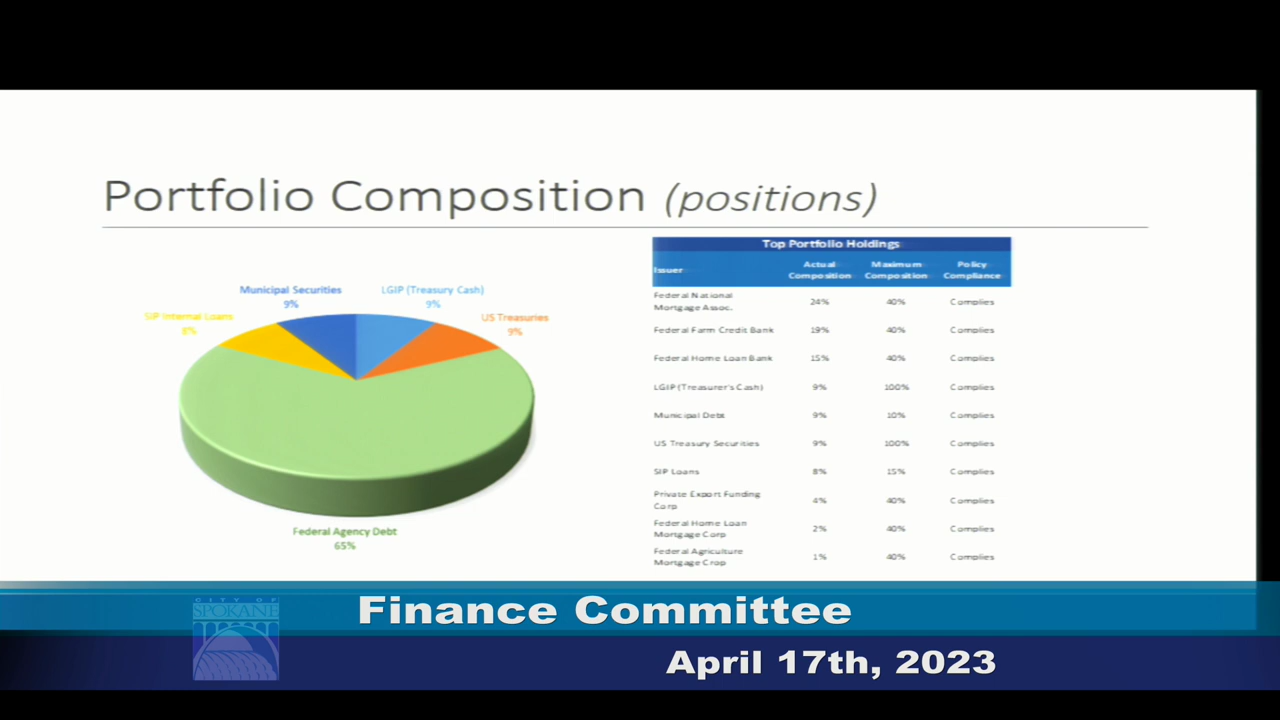 Portfolio Composition (positions)
Municipal Securities
9%
LGIP (Treasury Cash)
9%
SIP Internal Loans
8%
US Treasuries
9%
Federal Agency Debt
65%
Top Portfolio Holdings
Issuer Actual Composition Maximum Composition Policy Compliance
Federal National Mortgage Assoc. 24% 40% Complies
Federal Farm Credit Bank 19% 40% Complies
Federal Home Loan Bank 15% 40% Complies
LGIP (Treasurer's Cash) 9% 100% Complies
Municipal Debt 9% 10% Complies
US Treasury Securities 9% 100% Complies
SIP Loans 8% 15% Complies
Private Export Funding Corp 4% 40% Complies
Federal Home Loan Mortgage Corp 2% 40% Complies
Federal Agriculture Mortgage Crop 1% 40% Complies
CITY OF
SPOKANE
Finance Committee
April 17th, 2023